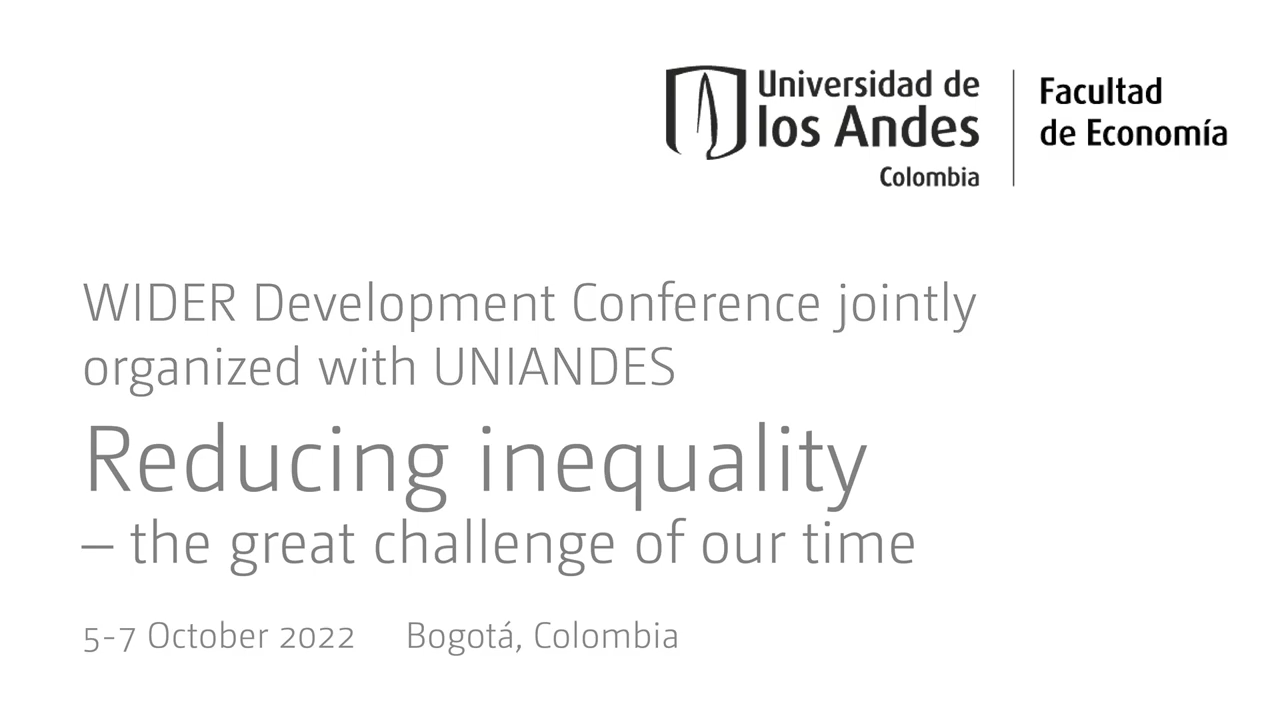 Universidad de
los Andes
Colombia
Facultad
de Economía
WIDER Development Conference jointly
organized with UNIANDES
Reducing inequality
– the great challenge of our time
5-7 October 2022 Bogotá, Colombia